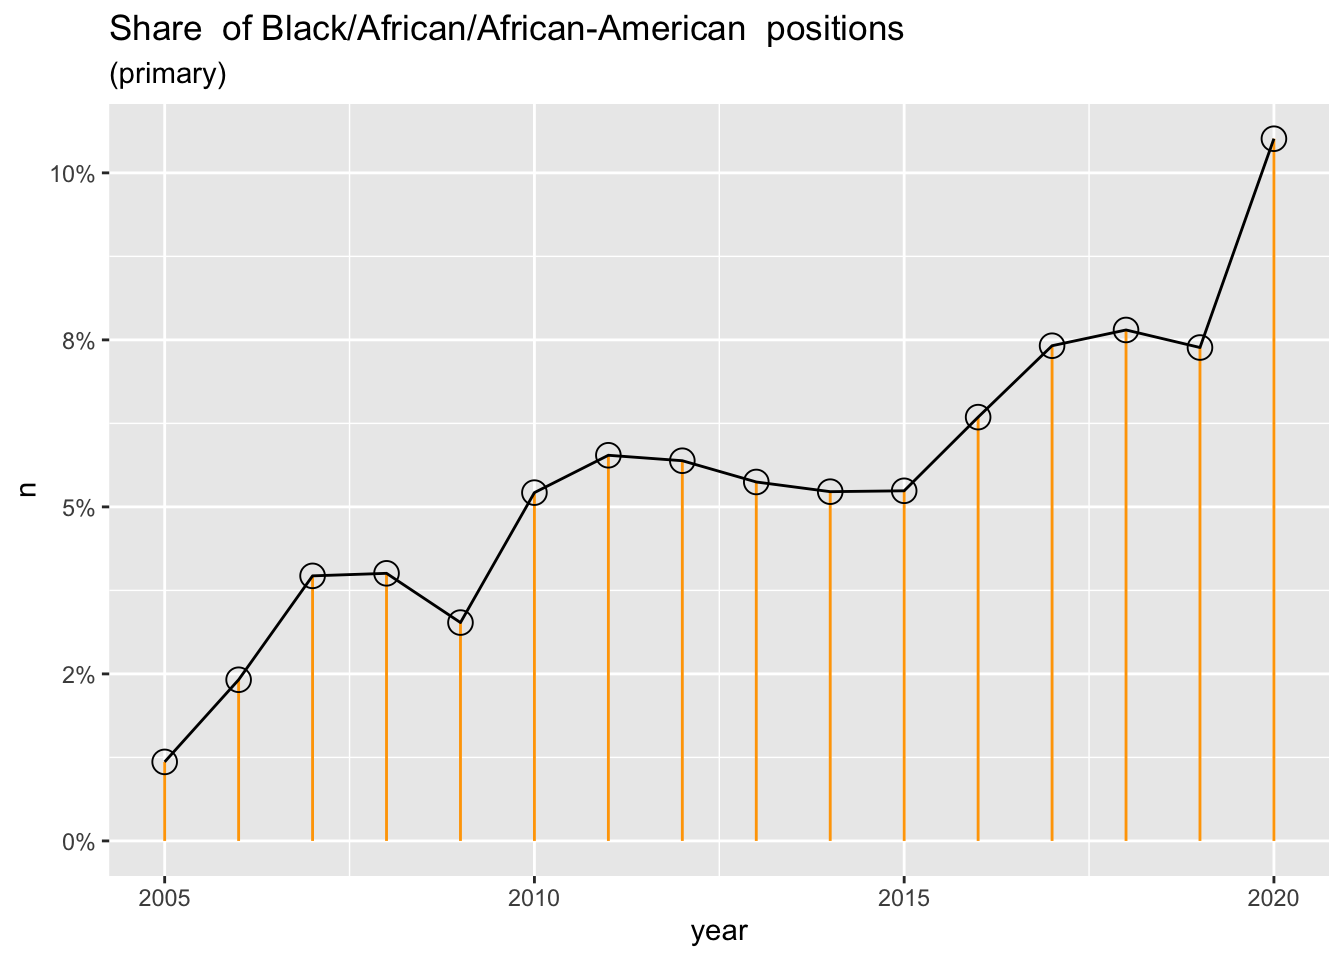 Share  of Black/African/African-American  positions
(primary)
10%
8%
5%
2%
0%
n
2005 2010 2015 2020
year